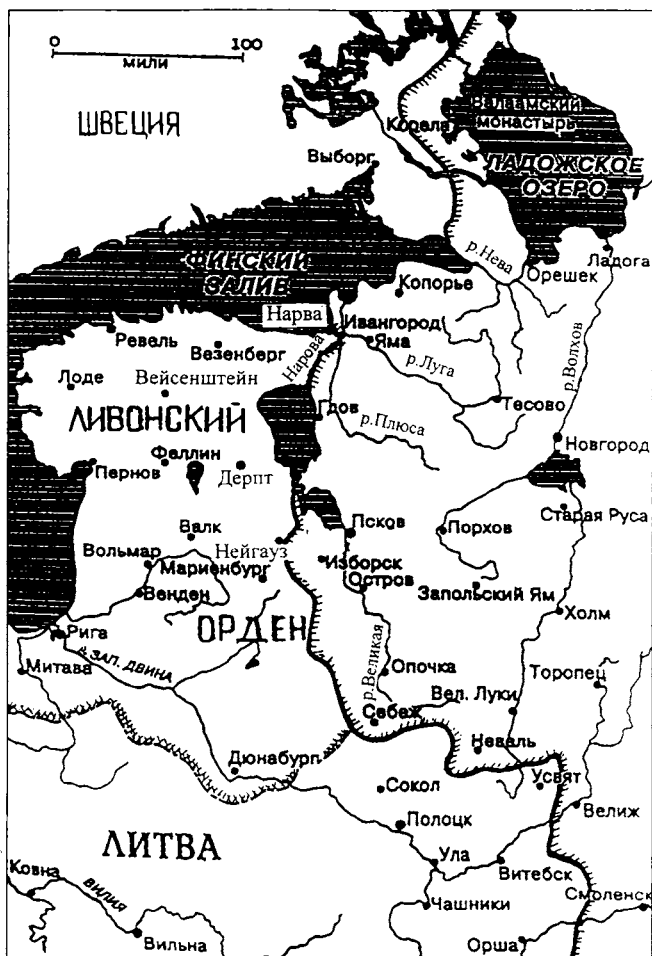 0 100
МИЛИ
ШВЕЦИЯ
Корела
Валаамский
монастырь
Выборг
ЛАДОЖСКОЕ
ОЗЕРО
р.Нева
Ладога
Орешек
ФИНСКИЙ
ЗАЛИВ
Копорье
Нарва
Ивангород
Яма
Ревель
Везенберг
Нарова
р.Луга
р.Волхов
Лоде
Вейсенштейн
Тесово
ЛИВОНСКИЙ
Гдов
р.Плюса
Новгород
Феллин
Пернов
Дерпт
Старая Руса
Псков
Порхов
Валк
Нейгауз
Вольмар
Изборск
Мариенбург
Остров
Запольский Ям
Венден
Холм
ОРДЕН
Рига
р. ЗАП. ДВИНА
Митава
р.Великая
Опочка
Торопец
Вел. Луки
Себеж
Невель
Дюнабург
Усвят
Сокол
Велиж
Полоцк
ЛИТВА
Ула
Витебск
Ковна
ВИЛИЯ
Чашники
Смоленск
Вильна
Орша